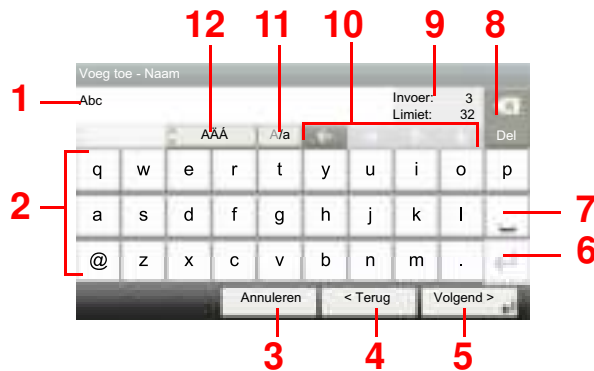 12 11 10 9 8
Voeg toe - Naam
1 Abc Invoer: 3
Limiet: 32
AÄÁ A/a Del
q w e r t y u i o p
2
a s d f g h j k l _ 7
@ z x c v b n m . 6
Annuleren < Terug Volgend >
3 4 5